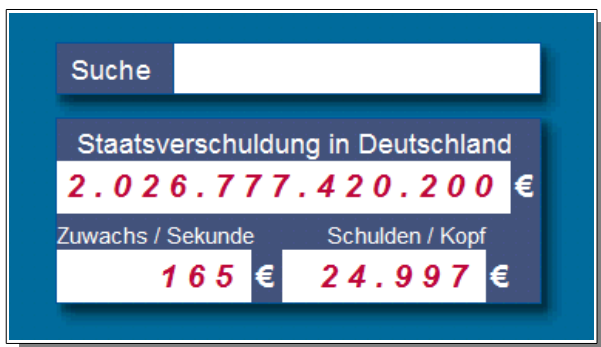 Suche
Staatsverschuldung in Deutschland
2.026.777.420.200 €
Zuwachs / Sekunde Schulden / Kopf
165 € 24.997 €